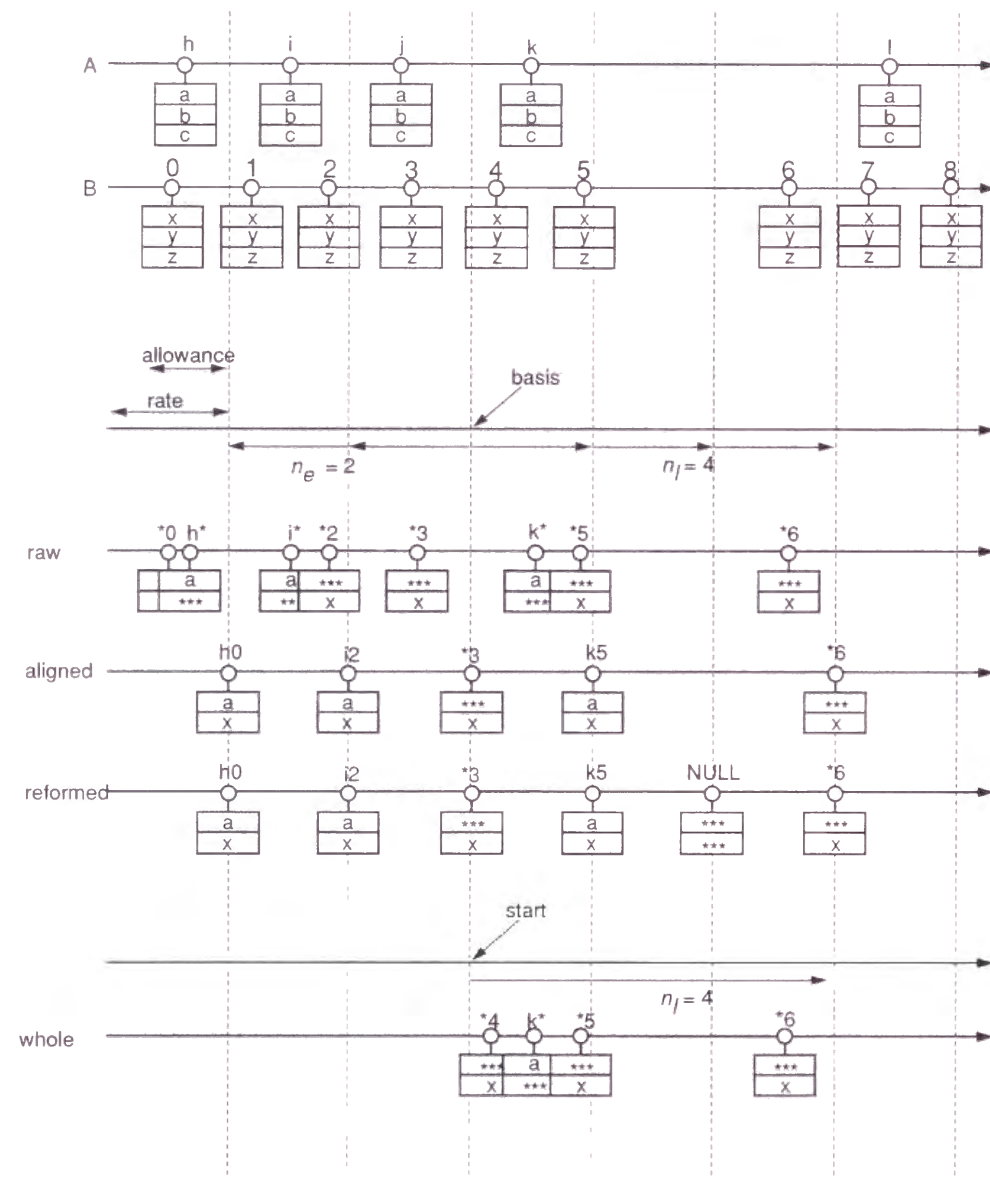 h i j k l
A
a a a a a
b b b b b
c c c c c
0 1 2 3 4 5 6 7 8
B
x x x x x x x x x
y y y y y y y y y
z z z z z z z z z
allowance
basis
rate
n_e = 2 n_l = 4
*0 h* i* *2 *3 k* *5 *6
raw
a a *** *** a *** ***
*** ** x x *** x x
h0 i2 *3 k5 *6
aligned
a a *** a ***
x x x x x
h0 i2 *3 k5 NULL *6
reformed
a a *** a *** ***
x x x x *** x
start
n_l = 4
*4 k* *5 *6
whole
*** a *** ***
x *** x x